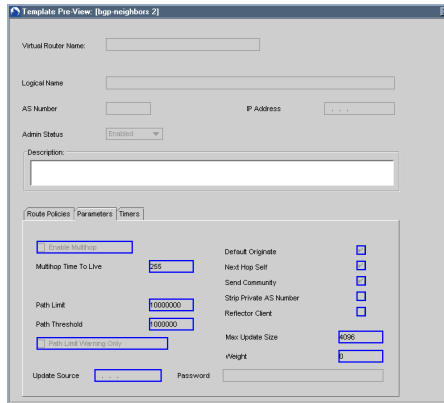 Template Pre-View: [bgp-neighbors 2]
Virtual Router Name:
Logical Name
AS Number
IP Address
. . .
Admin Status
Enabled
Description:
Route Policies
Parameters
Timers
Enable Multihop
Default Originate
Multihop Time To Live
255
Next Hop Self
Send Community
Strip Private AS Number
Path Limit
10000000
Reflector Client
Path Threshold
1000000
Max Update Size
4096
Path Limit Warning Only
Weight
0
Update Source
. . .
Password